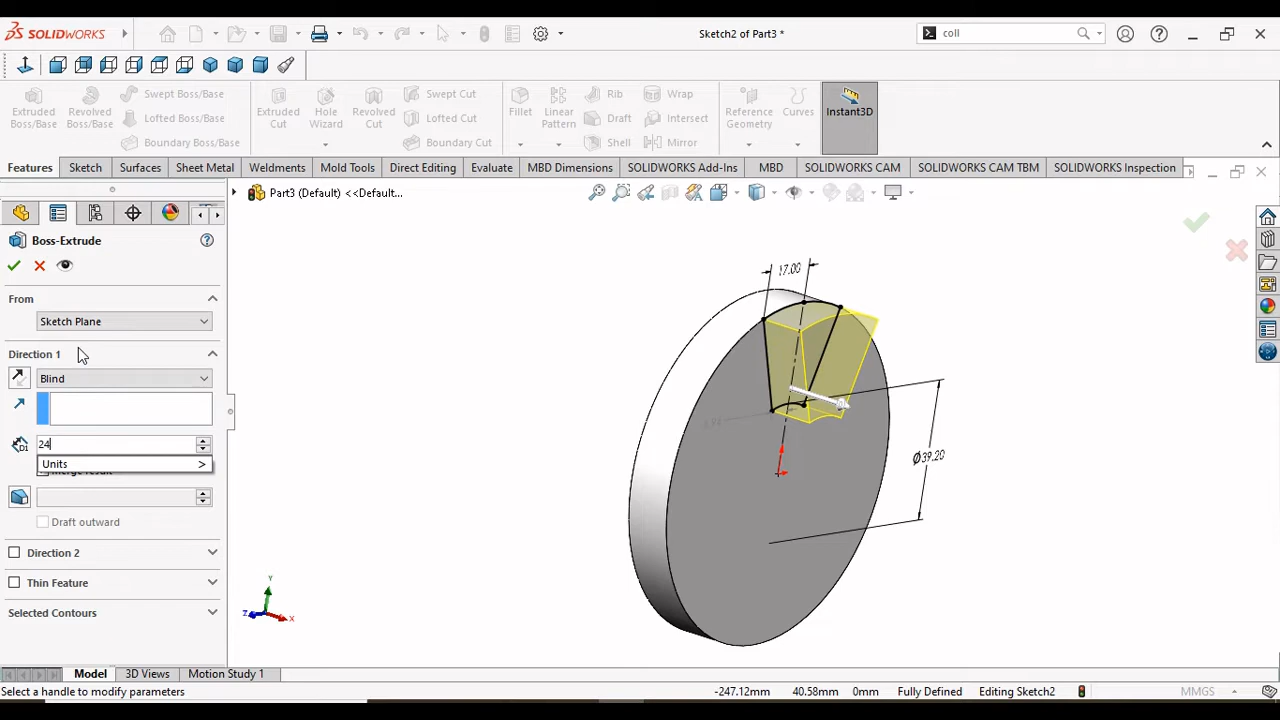 SOLIDWORKS
Sketch2 of Part3 *
coll
Extruded Boss/Base
Revolved Boss/Base
Swept Boss/Base
Lofted Boss/Base
Boundary Boss/Base
Extruded Cut
Hole Wizard
Revolved Cut
Swept Cut
Lofted Cut
Boundary Cut
Fillet
Linear Pattern
Rib
Draft
Shell
Wrap
Intersect
Mirror
Reference Geometry
Curves
Instant3D
Features
Sketch
Surfaces
Sheet Metal
Weldments
Mold Tools
Direct Editing
Evaluate
MBD Dimensions
SOLIDWORKS Add-Ins
MBD
SOLIDWORKS CAM
SOLIDWORKS CAM TBM
SOLIDWORKS Inspection
Part3 (Default) <<Default...
Boss-Extrude
From
Sketch Plane
Direction 1
Blind
D1
24
Units >
Merge result
Draft outward
Direction 2
Thin Feature
Selected Contours
17.00
Ø39.20
Y
Z
X
Model
3D Views
Motion Study 1
Select a handle to modify parameters
-247.12mm
40.58mm
0mm
Fully Defined
Editing Sketch2
MMGS